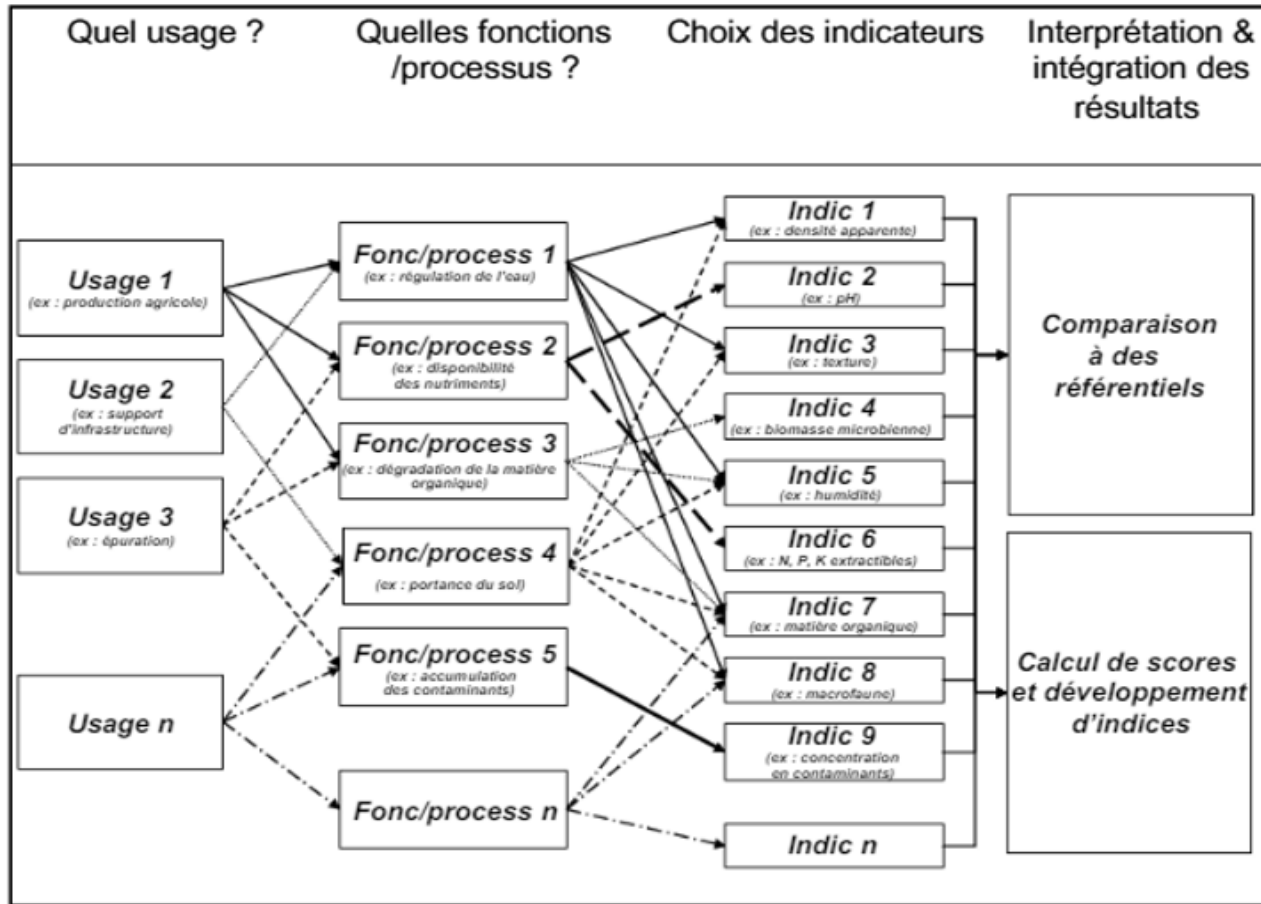 Quel usage ?
Quelles fonctions
/processus ?
Choix des indicateurs
Interprétation &
intégration des
résultats
Usage 1
(ex : production agricole)
Usage 2
(ex : support
d'infrastructure)
Usage 3
(ex : épuration)
Usage n
Fonc/process 1
(ex : régulation de l'eau)
Fonc/process 2
(ex : disponibilité
des nutriments)
Fonc/process 3
(ex : dégradation de la matière
organique)
Fonc/process 4
(ex : portance du sol)
Fonc/process 5
(ex : accumulation
des contaminants)
Fonc/process n
Indic 1
(ex : densité apparente)
Indic 2
(ex : pH)
Indic 3
(ex : texture)
Indic 4
(ex : biomasse microbienne)
Indic 5
(ex : humidité)
Indic 6
(ex : N, P, K extractibles)
Indic 7
(ex : matière organique)
Indic 8
(ex : macrofaune)
Indic 9
(ex : concentration
en contaminants)
Indic n
Comparaison
à des
référentiels
Calcul de scores
et développement
d'indices